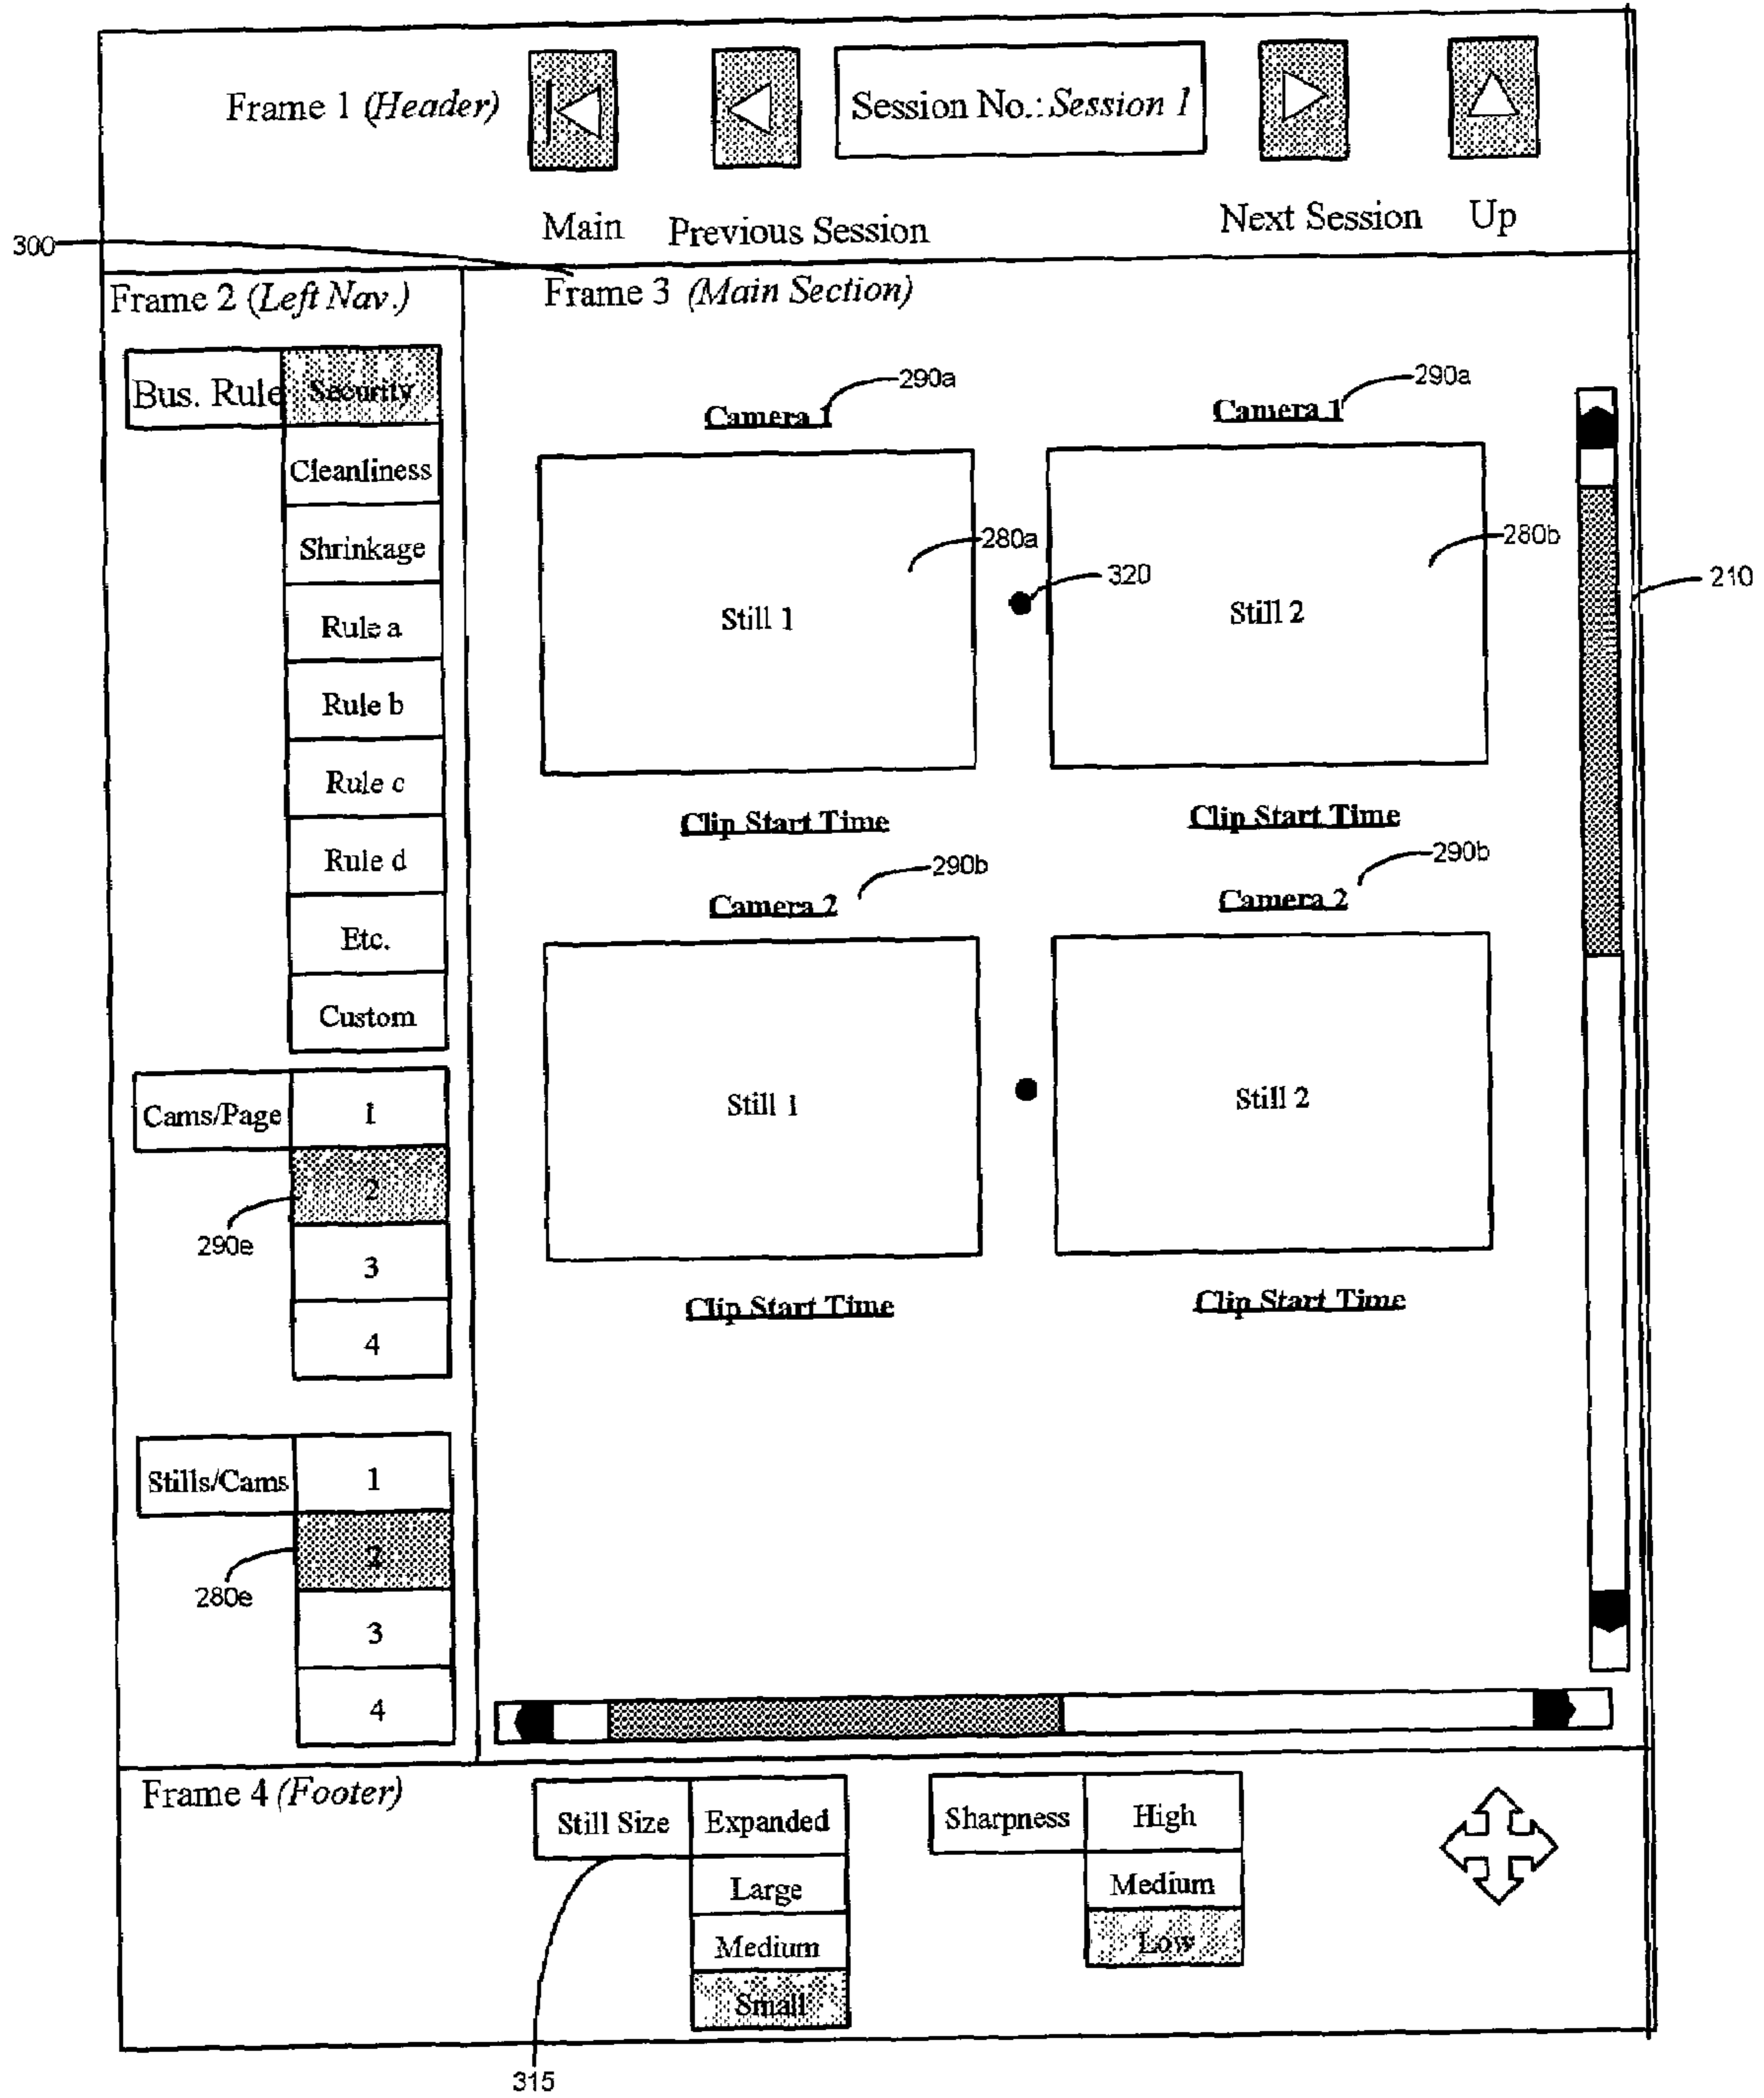 Frame 1 (Header)
Session No.: Session 1
Main
Previous Session
Next Session
Up
300
Frame 2 (Left Nav.)
Frame 3 (Main Section)
Bus. Rule
Security
Cleanliness
Shrinkage
Rule a
Rule b
Rule c
Rule d
Etc.
Custom
Cams/Page
1
2
3
4
290e
Stills/Cams
1
2
3
4
280e
Camera 1
290a
Camera 1
290a
280a
280b
320
210
Still 1
Still 2
Clip Start Time
Clip Start Time
290b
290b
Camera 2
Camera 2
Still 1
Still 2
Clip Start Time
Clip Start Time
Frame 4 (Footer)
Still Size
Expanded
Large
Medium
Small
Sharpness
High
Medium
Low
315